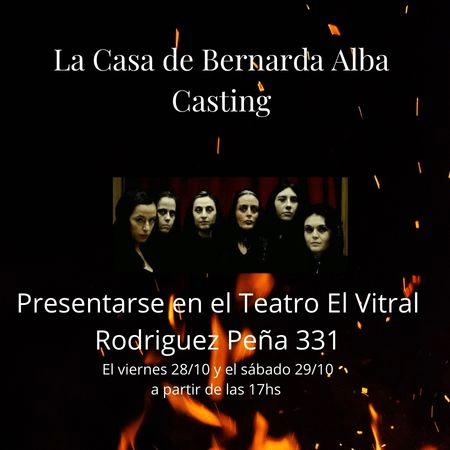 La Casa de Bernarda Alba
Casting
Presentarse en el Teatro El Vitral
Rodriguez Peña 331
El viernes 28/10 y el sábado 29/10
a partir de las 17hs